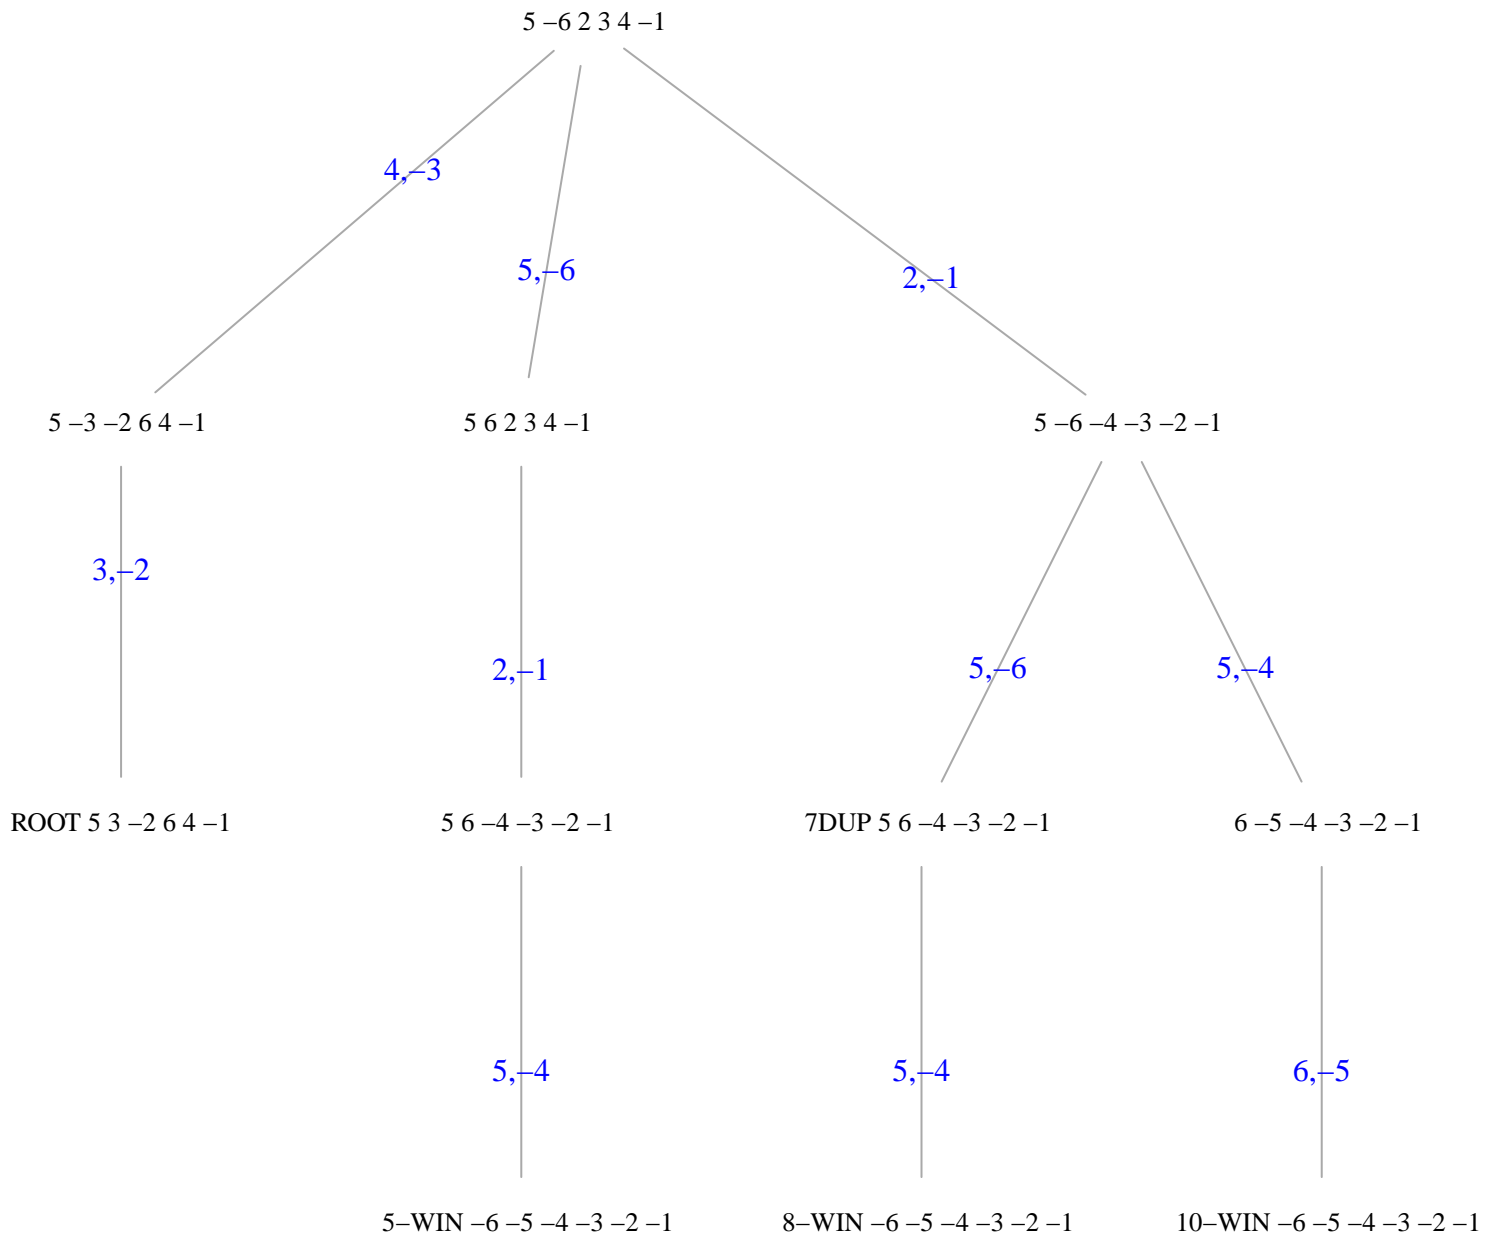 5 –6 2 3 4 –1
4,–3
5,–6
2,–1
5 –3 –2 6 4 –1
5 6 2 3 4 –1
5 –6 –4 –3 –2 –1
3,–2
2,–1
5,–6
5,–4
ROOT 5 3 –2 6 4 –1
5 6 –4 –3 –2 –1
7DUP 5 6 –4 –3 –2 –1
6 –5 –4 –3 –2 –1
5,–4
5,–4
6,–5
5–WIN –6 –5 –4 –3 –2 –1
8–WIN –6 –5 –4 –3 –2 –1
10–WIN –6 –5 –4 –3 –2 –1